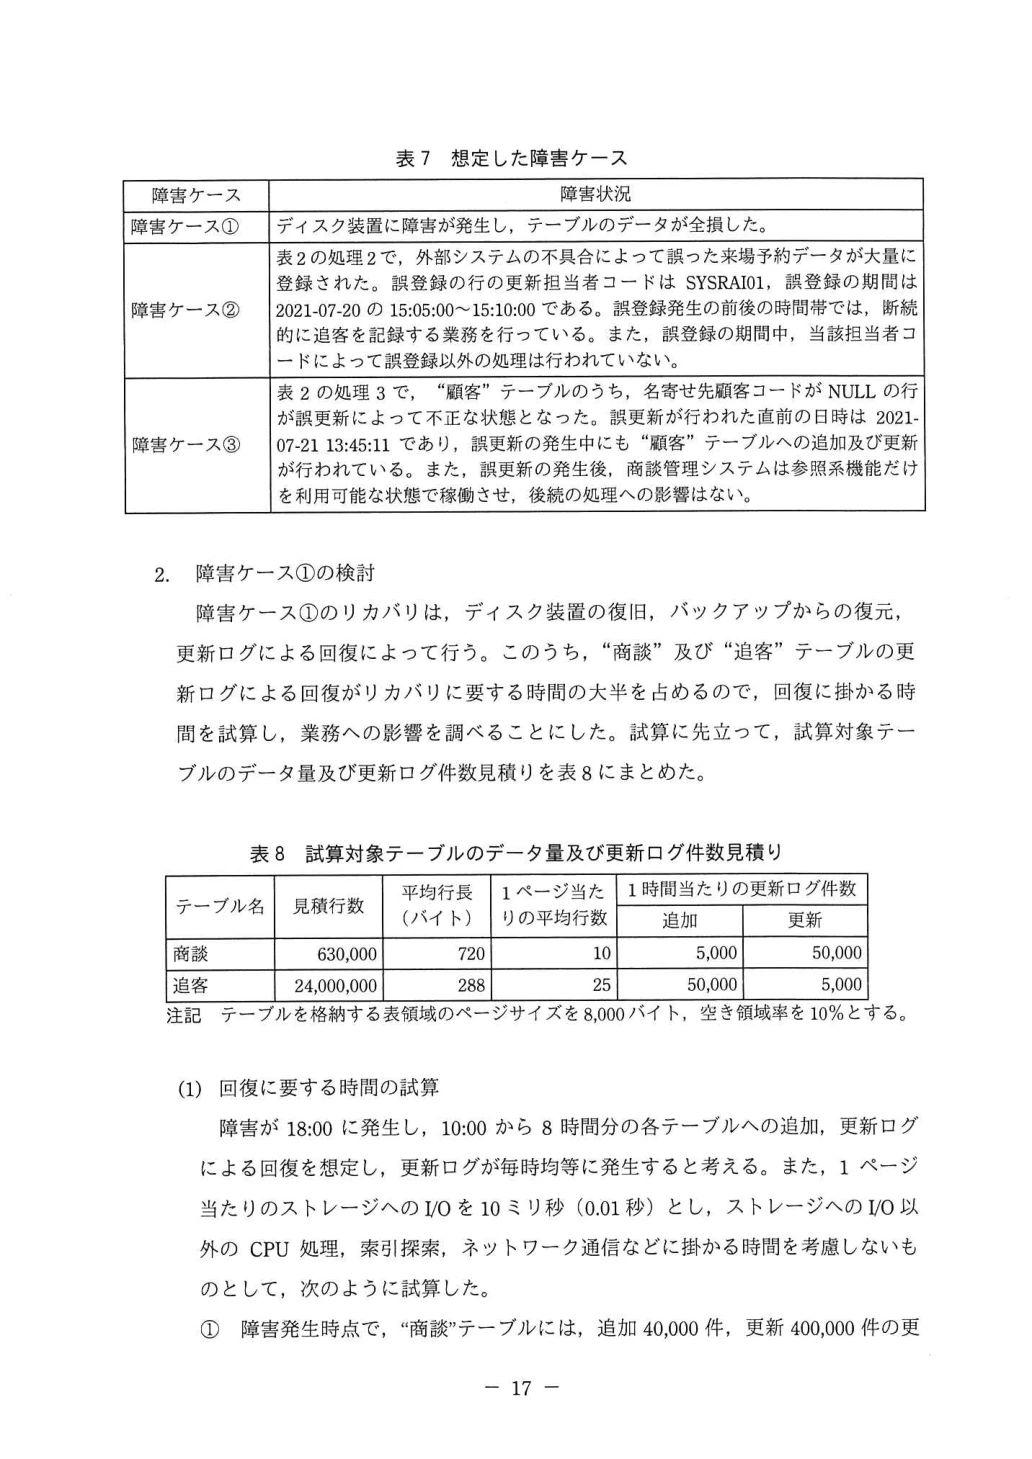 表7　想定した障害ケース
障害ケース　障害状況
障害ケース①　ディスク装置に障害が発生し，テーブルのデータが全損した。
障害ケース②　表2の処理2で，外部システムの不具合によって誤った来場予約データが大量に
登録された。誤登録の行の更新担当者コードは SYSRAI01，誤登録の期間は
2021-07-20 の 15:05:00～15:10:00 である。誤登録発生の前後の時間帯では，断続
的に追客を記録する業務を行っている。また，誤登録の期間中，当該担当者コ
ードによって誤登録以外の処理は行われていない。
障害ケース③　表2の処理3で，“顧客”テーブルのうち，名寄せ先顧客コードが NULL の行
が誤更新によって不正な状態となった。誤更新が行われた直前の日時は 2021-
07-21 13:45:11 であり，誤更新の発生中にも“顧客”テーブルへの追加及び更新
が行われている。また，誤更新の発生後，商談管理システムは参照系機能だけ
を利用可能な状態で稼働させ，後続の処理への影響はない。
2.　障害ケース①の検討
障害ケース①のリカバリは，ディスク装置の復旧，バックアップからの復元，
更新ログによる回復によって行う。このうち，“商談”及び“追客”テーブルの更
新ログによる回復がリカバリに要する時間の大半を占めるので，回復に掛かる時
間を試算し，業務への影響を調べることにした。試算に先立って，試算対象テー
ブルのデータ量及び更新ログ件数見積りを表8にまとめた。
表8　試算対象テーブルのデータ量及び更新ログ件数見積り
テーブル名　見積行数　平均行長（バイト）　1ページ当たりの平均行数　1時間当たりの更新ログ件数
追加　更新
商談　630,000　720　10　5,000　50,000
追客　24,000,000　288　25　50,000　5,000
注記　テーブルを格納する表領域のページサイズを 8,000 バイト，空き領域率を 10%とする。
(1)　回復に要する時間の試算
障害が 18:00 に発生し，10:00 から 8 時間分の各テーブルへの追加，更新ログ
による回復を想定し，更新ログが毎時均等に発生すると考える。また，1 ページ
当たりのストレージへの I/O を 10 ミリ秒（0.01 秒）とし，ストレージへの I/O 以
外の CPU 処理，索引探索，ネットワーク通信などに掛かる時間を考慮しないも
のとして，次のように試算した。
①　障害発生時点で，“商談”テーブルには，追加 40,000 件，更新 400,000 件の更
－ 17 －